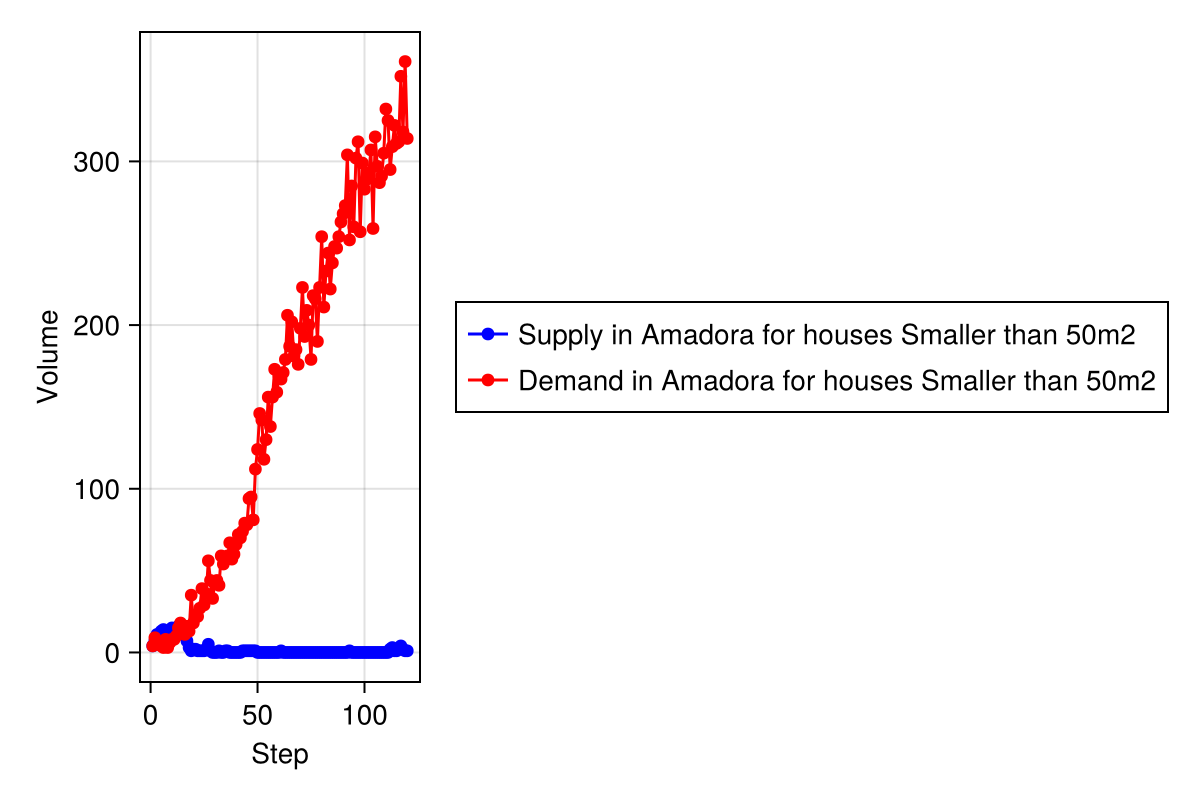 300
200
100
0
Volume
0 50 100
Step
Supply in Amadora for houses Smaller than 50m2
Demand in Amadora for houses Smaller than 50m2